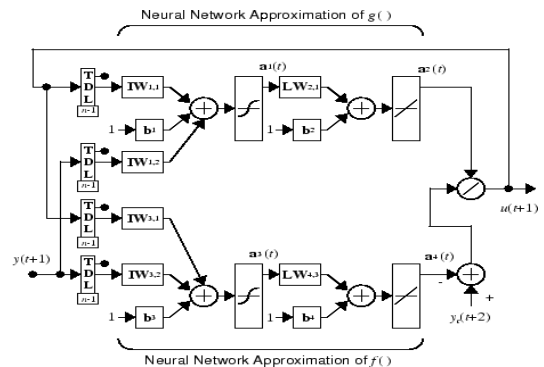 Neural Network Approximation of g ( )
a1(t)
a2(t)
T
D
L
n-1
IW1,1
LW2,1
1
b1
1
b2
T
D
L
n-1
IW1,2
u(t+1)
T
D
L
n-1
IW3,1
y(t+1)
a3(t)
a4(t)
T
D
L
n-1
IW3,2
LW4,3
-
+
1
b3
1
b4
yr(t+2)
Neural Network Approximation of f ( )